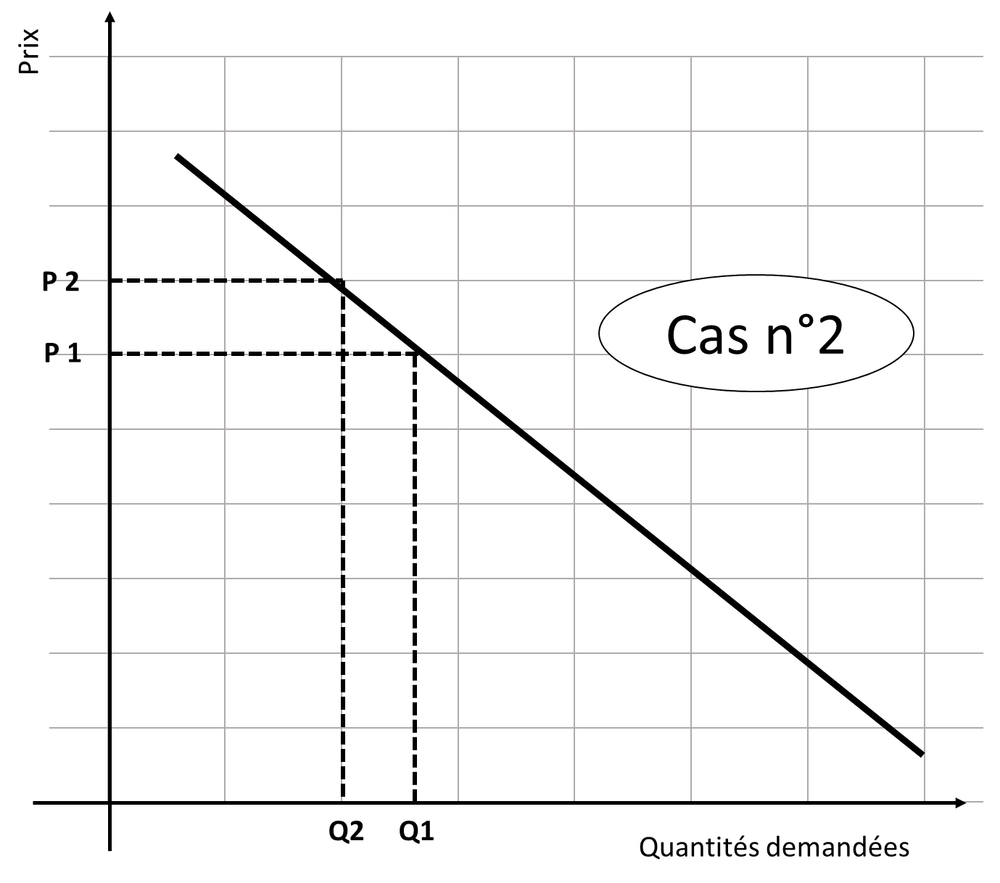 Prix
P 2
P 1
Cas n°2
Q2
Q1
Quantités demandées